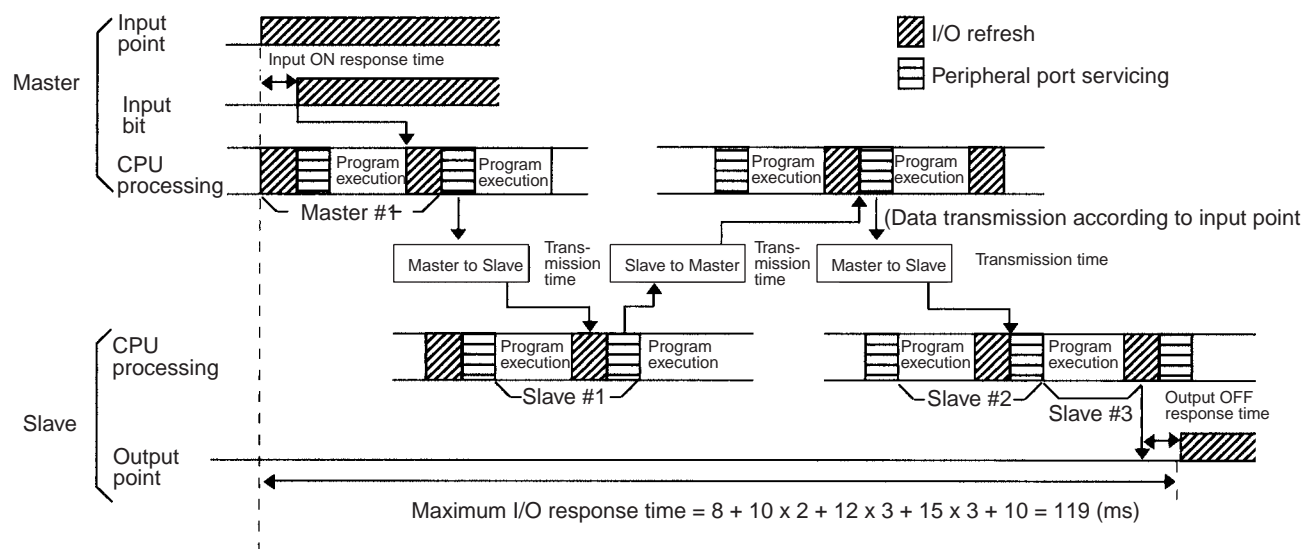 Input
point
I/O refresh
Peripheral port servicing
Input ON response time
Master
Input
bit
CPU
processing
Program
execution
Program
execution
Program
execution
Program
execution
Master #1
(Data transmission according to input point
Master to Slave
Trans-
mission
time
Slave to Master
Trans-
mission
time
Master to Slave
Transmission time
CPU
processing
Program
execution
Program
execution
Program
execution
Program
execution
Slave #1
Slave #2
Slave #3
Output OFF
response time
Slave
Output
point
Maximum I/O response time = 8 + 10 x 2 + 12 x 3 + 15 x 3 + 10 = 119 (ms)